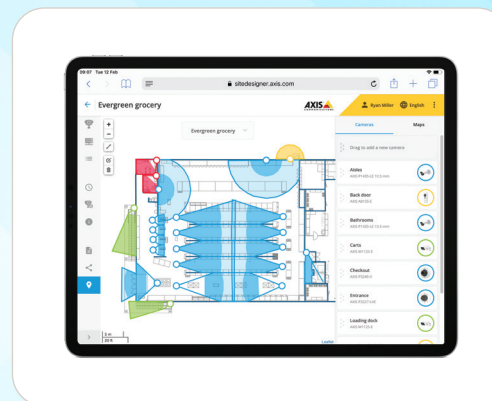 09:07 Tue 12 Feb
sitedesigner.axis.com
Evergreen grocery
AXIS
COMMUNICATIONS
Ryan Miller
English
Evergreen grocery
Cameras
Maps
Drag to add a new camera
Aisles
Back door
Bathrooms
Carts
Checkout
Entrance
Loading dock
5 m
20 ft
Leaflet